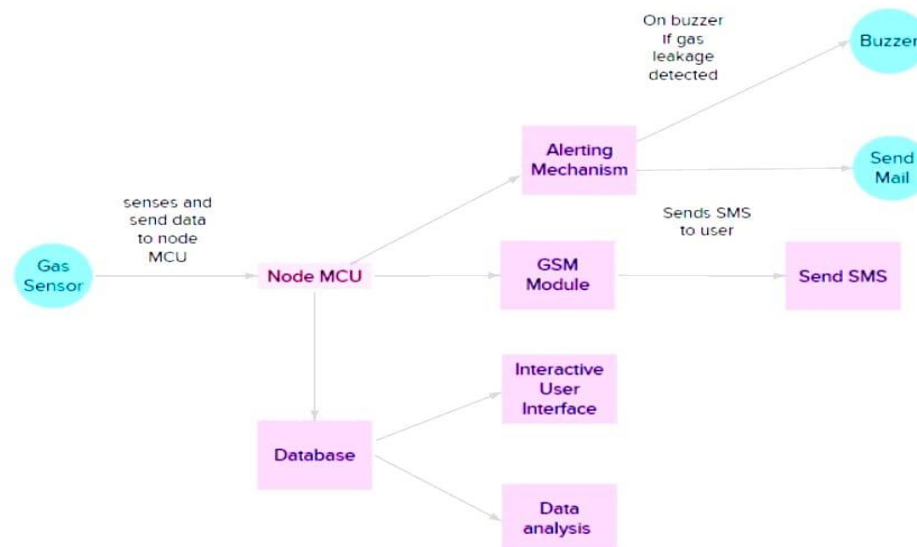 On buzzer
If gas
leakage
detected
Buzzer
Alerting
Mechanism
Send
Mail
senses and
send data
to node
MCU
Sends SMS
to user
Gas
Sensor
Node MCU
GSM
Module
Send SMS
Interactive
User
Interface
Database
Data
analysis